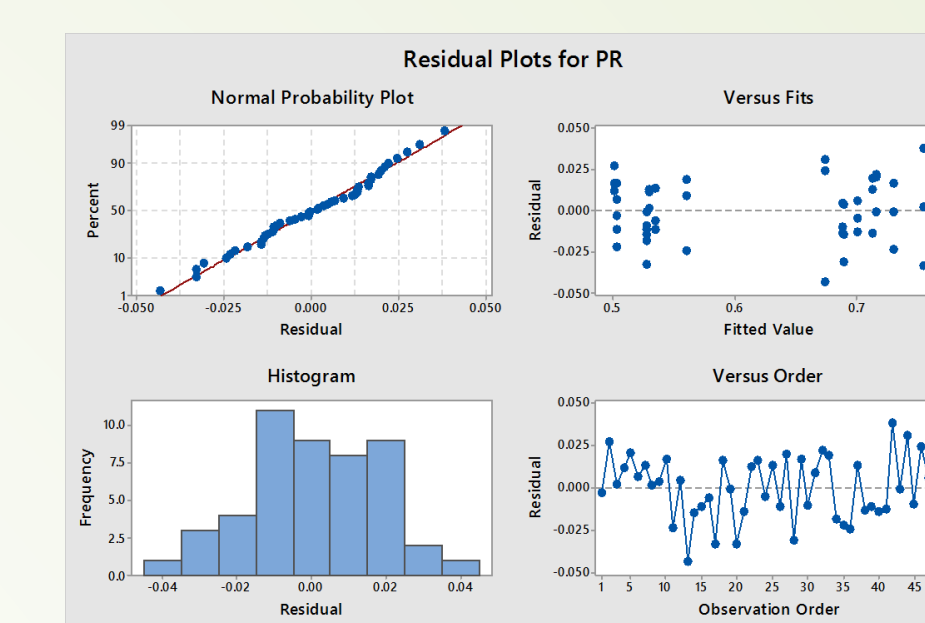 Residual Plots for PR
Normal Probability Plot
99
90
50
10
1
Percent
-0.050 -0.025 0.000 0.025 0.050
Residual
Versus Fits
0.050
0.025
0.000
-0.025
-0.050
Residual
0.5 0.6 0.7
Fitted Value
Histogram
10.0
7.5
5.0
2.5
0.0
Frequency
-0.04 -0.02 0.00 0.02 0.04
Residual
Versus Order
0.050
0.025
0.000
-0.025
-0.050
Residual
1 5 10 15 20 25 30 35 40 45
Observation Order